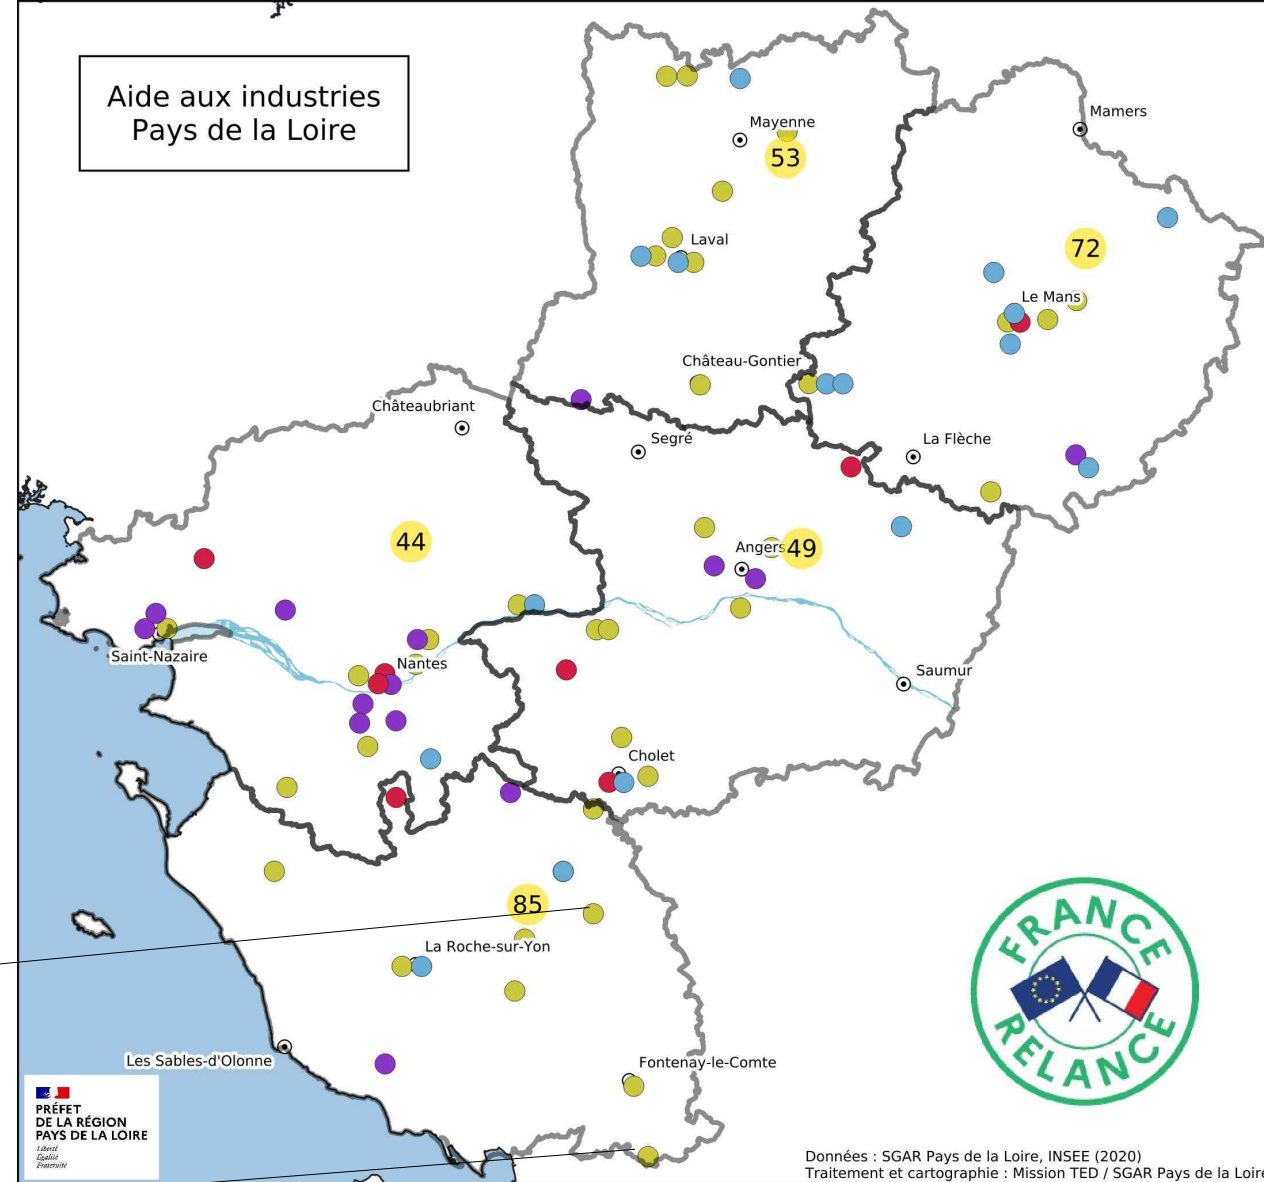 Aide aux industries
Pays de la Loire
Mamers
Mayenne
53
72
Laval
Le Mans
Château-Gontier
Châteaubriant
Segré
La Flèche
44
Angers
49
Saint-Nazaire
Nantes
Saumur
Cholet
85
La Roche-sur-Yon
Les Sables-d'Olonne
Fontenay-le-Comte
FRANCE
RELANCE
PRÉFET
DE LA RÉGION
PAYS DE LA LOIRE
Liberté
Égalité
Fraternité
Données : SGAR Pays de la Loire, INSEE (2020)
Traitement et cartographie : Mission TED / SGAR Pays de la Loire